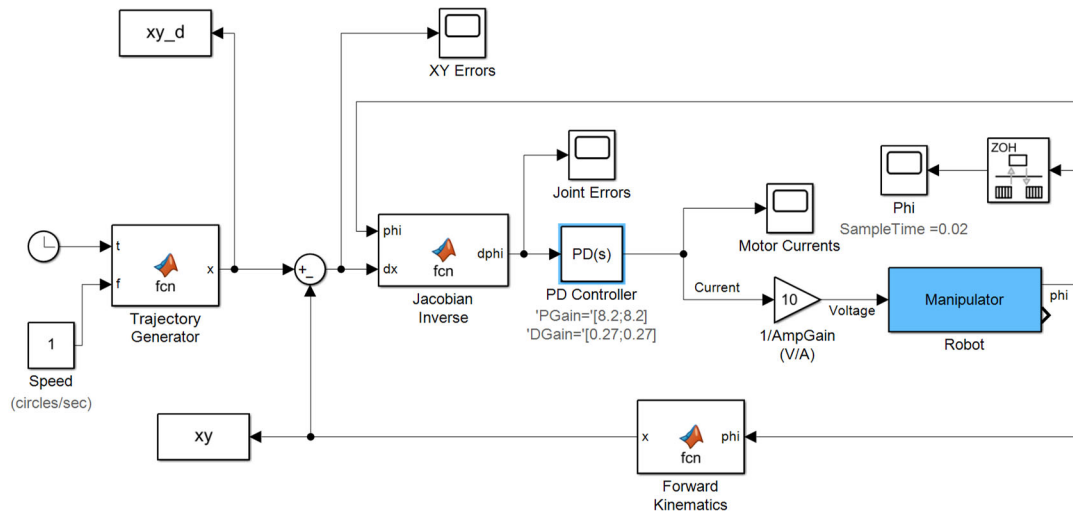 xy_d
XY Errors
ZOH
Joint Errors
Phi
SampleTime =0.02
Motor Currents
t
f
x
fcn
Trajectory
Generator
1
Speed
(circles/sec)
+
−
phi
dx
dphi
fcn
Jacobian
Inverse
PD(s)
PD Controller
'PGain='[8.2;8.2]
'DGain='[0.27;0.27]
Current
10
1/AmpGain
(V/A)
Voltage
Manipulator
phi
Robot
xy
x
phi
fcn
Forward
Kinematics